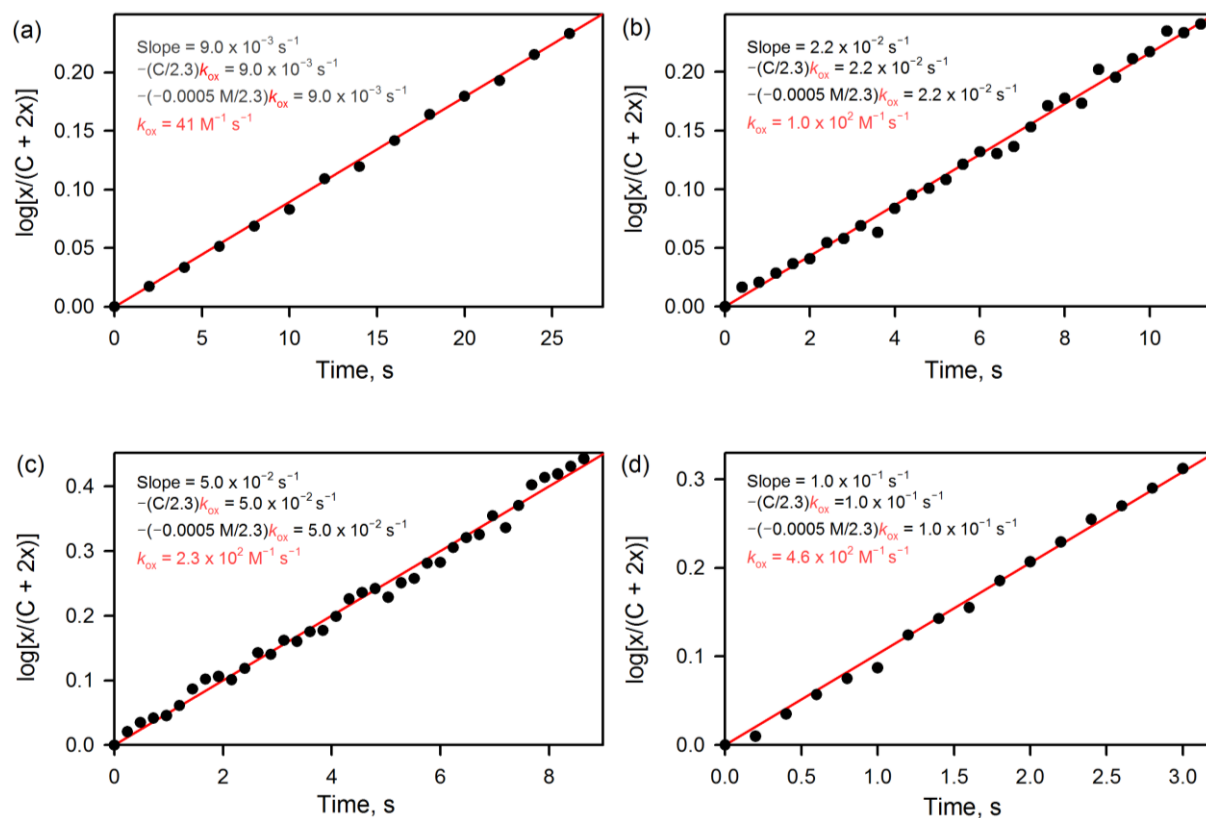 (a)
Slope = 9.0 x 10⁻³ s⁻¹
−(C/2.3)kₒₓ = 9.0 x 10⁻³ s⁻¹
−(−0.0005 M/2.3)kₒₓ = 9.0 x 10⁻³ s⁻¹
kₒₓ = 41 M⁻¹ s⁻¹
log[x/(C + 2x)]
0.20
0.15
0.10
0.05
0.00
0 5 10 15 20 25
Time, s
(b)
Slope = 2.2 x 10⁻² s⁻¹
−(C/2.3)kₒₓ = 2.2 x 10⁻² s⁻¹
−(−0.0005 M/2.3)kₒₓ = 2.2 x 10⁻² s⁻¹
kₒₓ = 1.0 x 10² M⁻¹ s⁻¹
log[x/(C + 2x)]
0.20
0.15
0.10
0.05
0.00
0 2 4 6 8 10
Time, s
(c)
Slope = 5.0 x 10⁻² s⁻¹
−(C/2.3)kₒₓ = 5.0 x 10⁻² s⁻¹
−(−0.0005 M/2.3)kₒₓ = 5.0 x 10⁻² s⁻¹
kₒₓ = 2.3 x 10² M⁻¹ s⁻¹
log[x/(C + 2x)]
0.4
0.3
0.2
0.1
0.0
0 2 4 6 8
Time, s
(d)
Slope = 1.0 x 10⁻¹ s⁻¹
−(C/2.3)kₒₓ =1.0 x 10⁻¹ s⁻¹
−(−0.0005 M/2.3)kₒₓ = 1.0 x 10⁻¹ s⁻¹
kₒₓ = 4.6 x 10² M⁻¹ s⁻¹
log[x/(C + 2x)]
0.3
0.2
0.1
0.0
0.0 0.5 1.0 1.5 2.0 2.5 3.0
Time, s